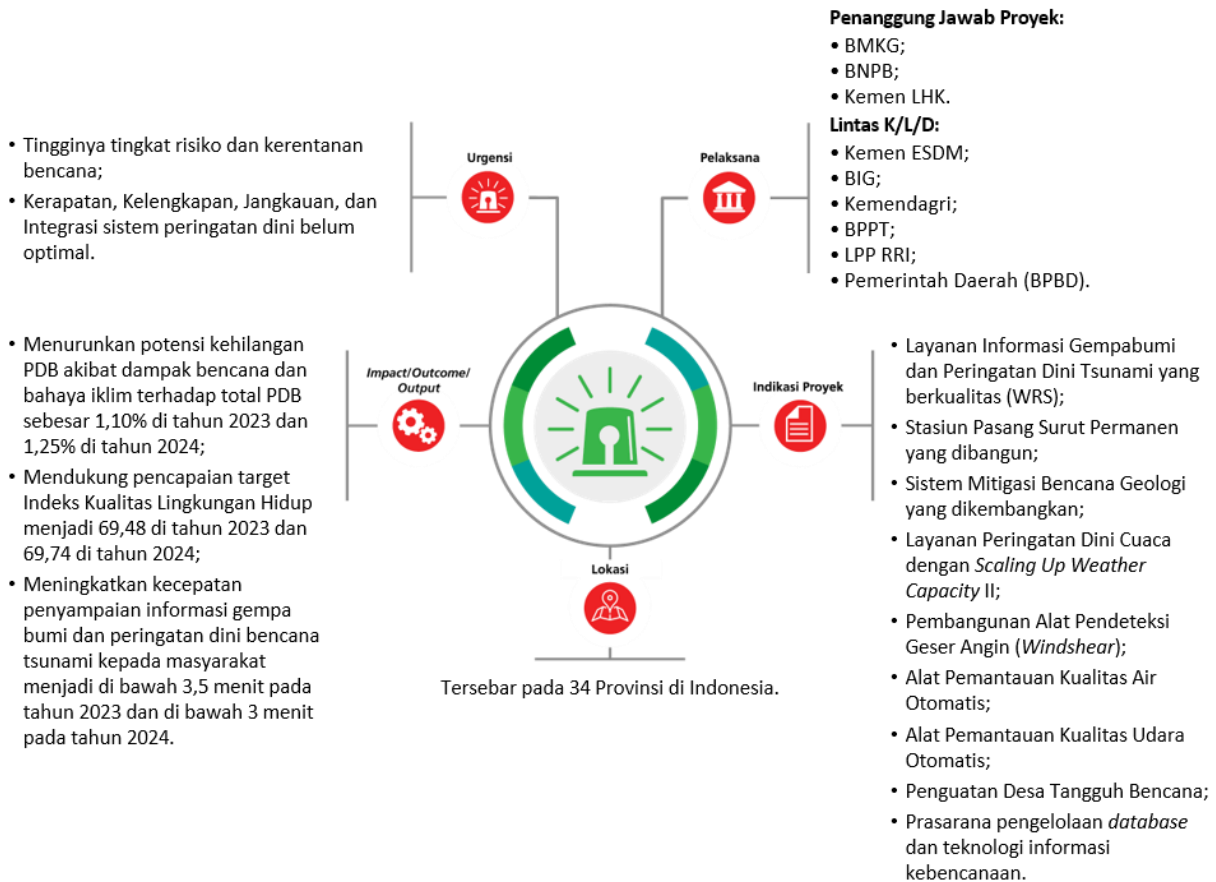 Urgensi
• Tingginya tingkat risiko dan kerentanan
bencana;
• Kerapatan, Kelengkapan, Jangkauan, dan
Integrasi sistem peringatan dini belum
optimal.
Pelaksana
Penanggung Jawab Proyek:
• BMKG;
• BNPB;
• Kemen LHK.
Lintas K/L/D:
• Kemen ESDM;
• BIG;
• Kemendagri;
• BPPT;
• LPP RRI;
• Pemerintah Daerah (BPBD).
Impact/Outcome/
Output
• Menurunkan potensi kehilangan
PDB akibat dampak bencana dan
bahaya iklim terhadap total PDB
sebesar 1,10% di tahun 2023 dan
1,25% di tahun 2024;
• Mendukung pencapaian target
Indeks Kualitas Lingkungan Hidup
menjadi 69,48 di tahun 2023 dan
69,74 di tahun 2024;
• Meningkatkan kecepatan
penyampaian informasi gempa
bumi dan peringatan dini bencana
tsunami kepada masyarakat
menjadi di bawah 3,5 menit pada
tahun 2023 dan di bawah 3 menit
pada tahun 2024.
Indikasi Proyek
• Layanan Informasi Gempabumi
dan Peringatan Dini Tsunami yang
berkualitas (WRS);
• Stasiun Pasang Surut Permanen
yang dibangun;
• Sistem Mitigasi Bencana Geologi
yang dikembangkan;
• Layanan Peringatan Dini Cuaca
dengan Scaling Up Weather
Capacity II;
• Pembangunan Alat Pendeteksi
Geser Angin (Windshear);
• Alat Pemantauan Kualitas Air
Otomatis;
• Alat Pemantauan Kualitas Udara
Otomatis;
• Penguatan Desa Tangguh Bencana;
• Prasarana pengelolaan database
dan teknologi informasi
kebencanaan.
Lokasi
Tersebar pada 34 Provinsi di Indonesia.